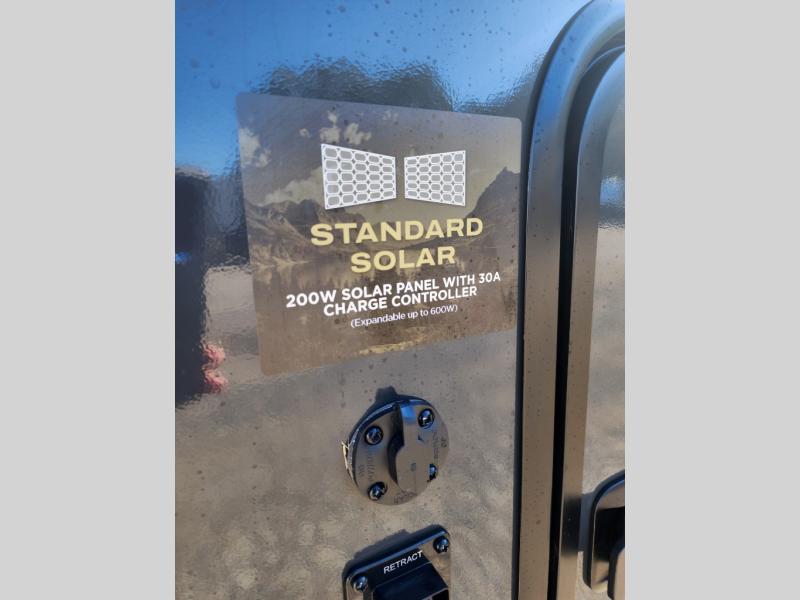 STANDARD
SOLAR
200W SOLAR PANEL WITH 30A
CHARGE CONTROLLER
(Expandable up to 600W)
RETRACT